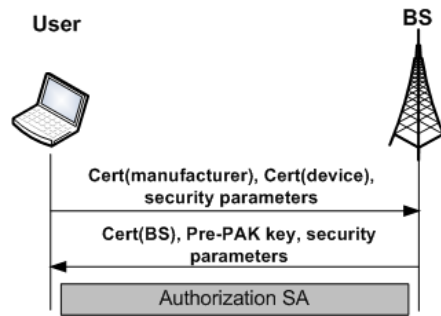 User
BS
Cert(manufacturer), Cert(device),
security parameters
Cert(BS), Pre-PAK key, security
parameters
Authorization SA